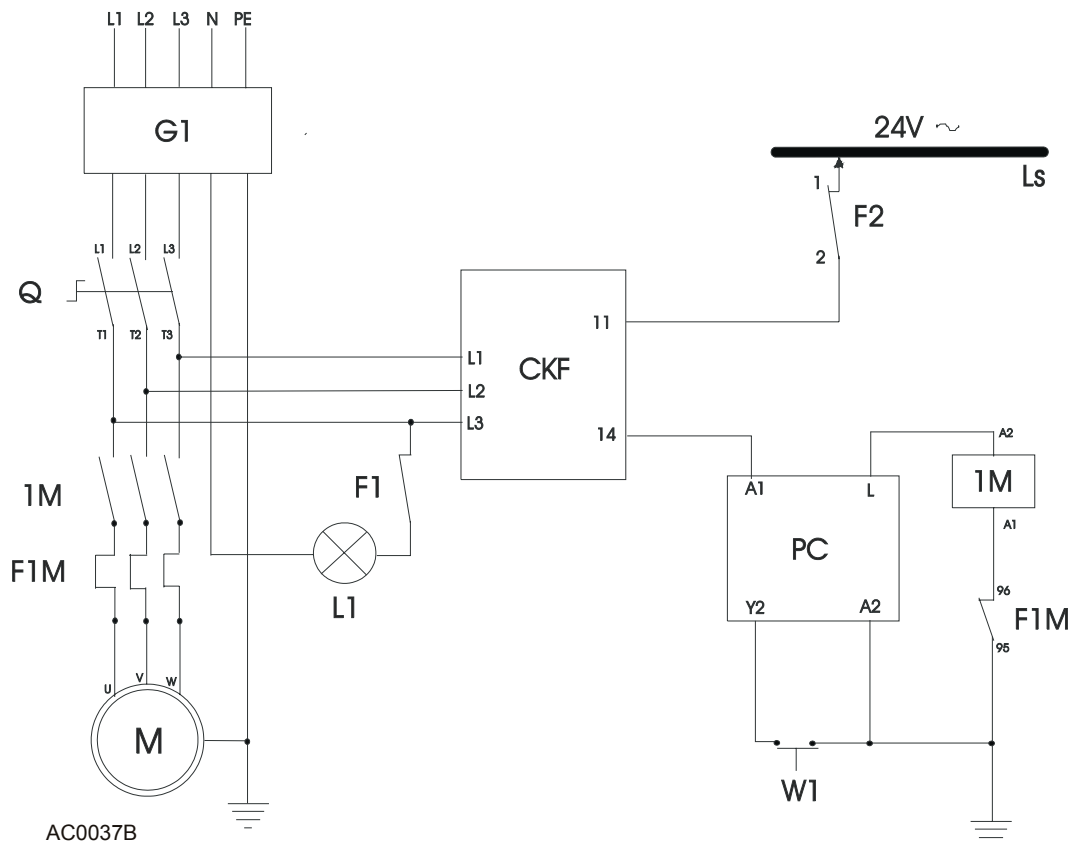 L1 L2 L3 N PE
G1
24V
Ls
1
F2
2
L1 L2 L3
Q
T1 T2 T3
11
L1
CKF
L2
L3
14
A2
1M
F1
A1
L
1M
A1
PC
F1M
L1
Y2
A2
96
F1M
95
U V W
M
W1
AC0037B